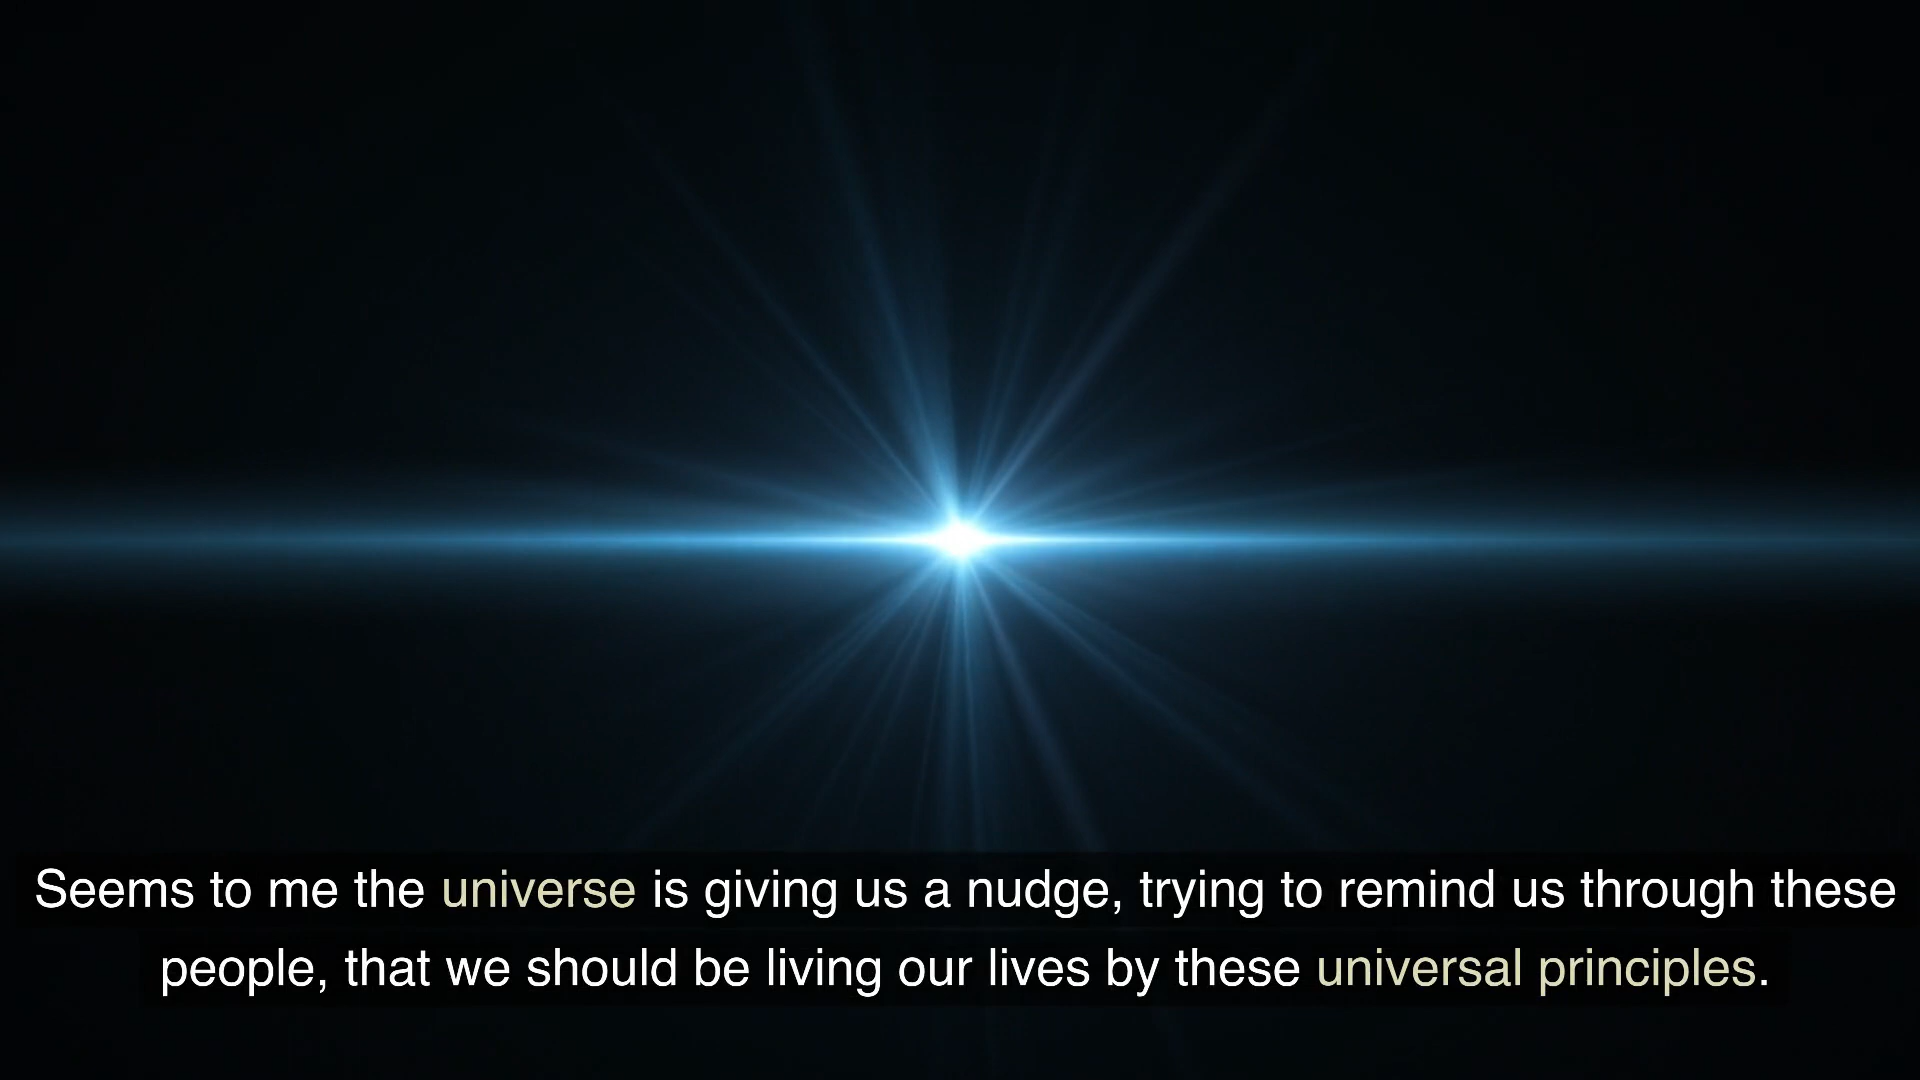 Seems to me the universe is giving us a nudge, trying to remind us through these
people, that we should be living our lives by these universal principles.